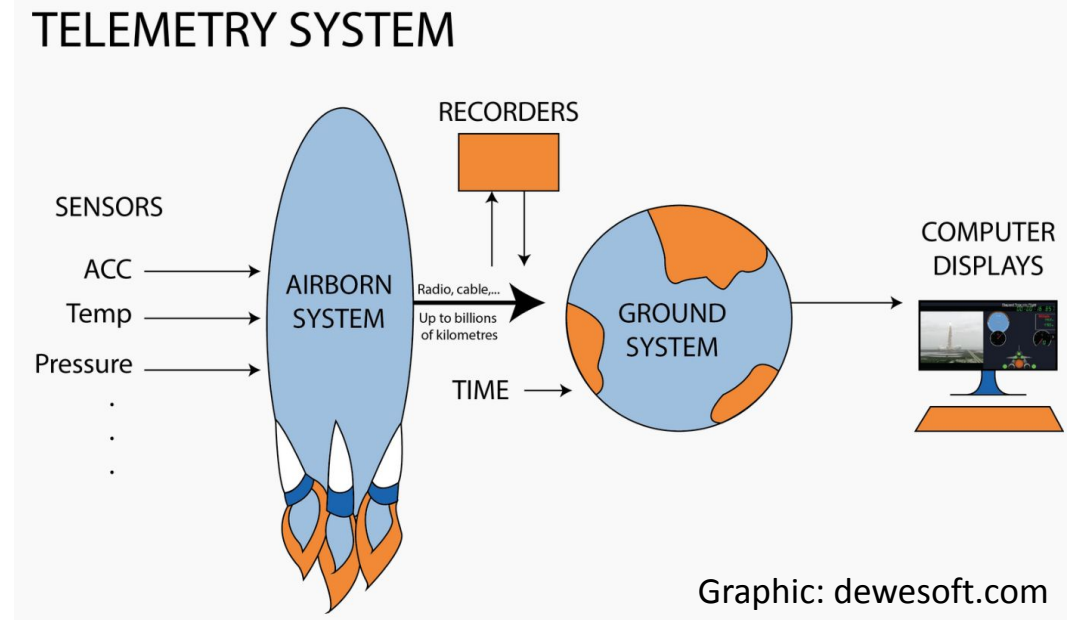 TELEMETRY SYSTEM
RECORDERS
SENSORS
ACC
Temp
Pressure
.
.
.
AIRBORN
SYSTEM
Radio, cable,...
Up to billions
of kilometres
TIME
GROUND
SYSTEM
COMPUTER
DISPLAYS
Graphic: dewesoft.com